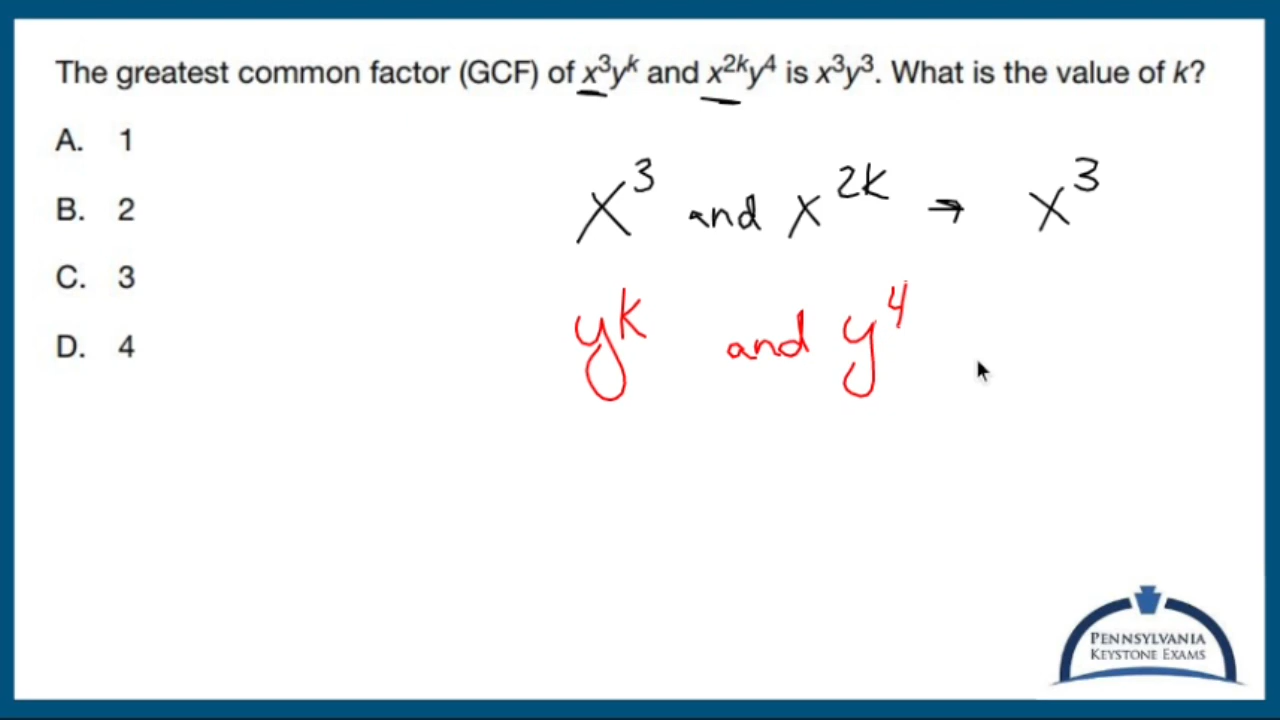 The greatest common factor (GCF) of x³yᵏ and x²ᵏy⁴ is x³y³. What is the value of k?
A. 1
B. 2
C. 3
D. 4
x³ and x²ᵏ → x³
yᵏ and y⁴
PENNSYLVANIA
KEYSTONE EXAMS